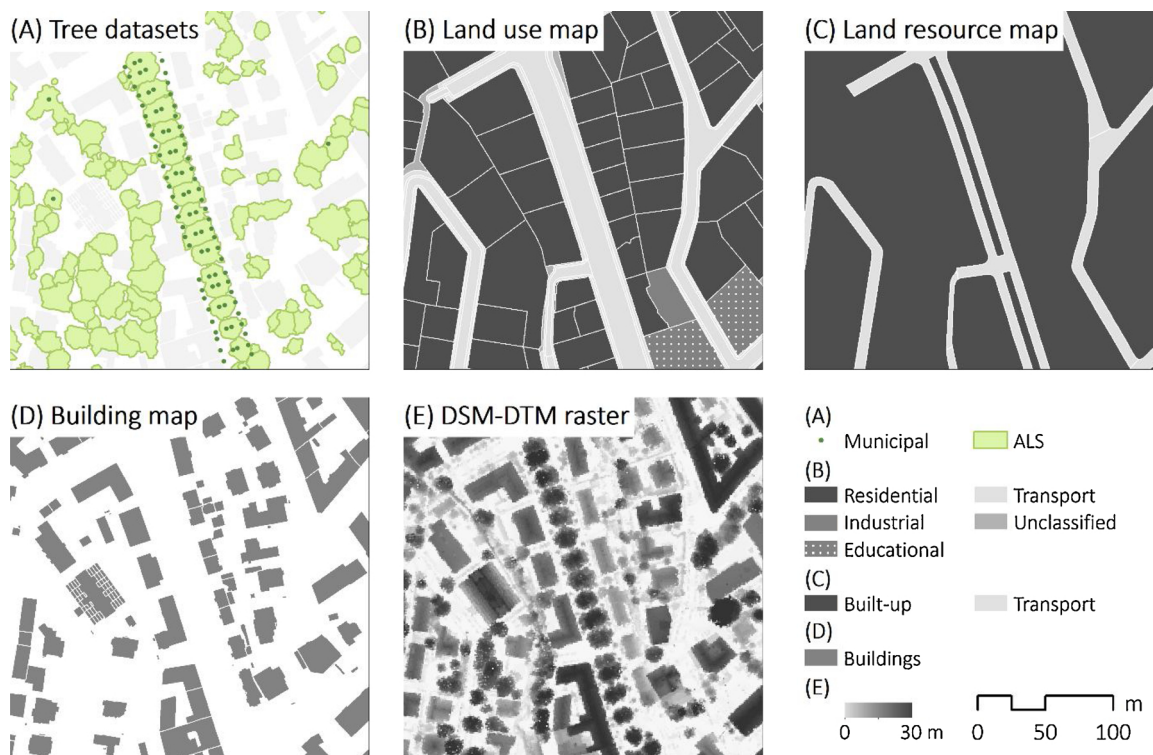 (A) Tree datasets
(B) Land use map
(C) Land resource map
(D) Building map
(E) DSM-DTM raster
(A)
Municipal ALS
(B)
Residential Transport
Industrial Unclassified
Educational
(C)
Built-up Transport
(D)
Buildings
(E)
0 30 m
m
0 50 100